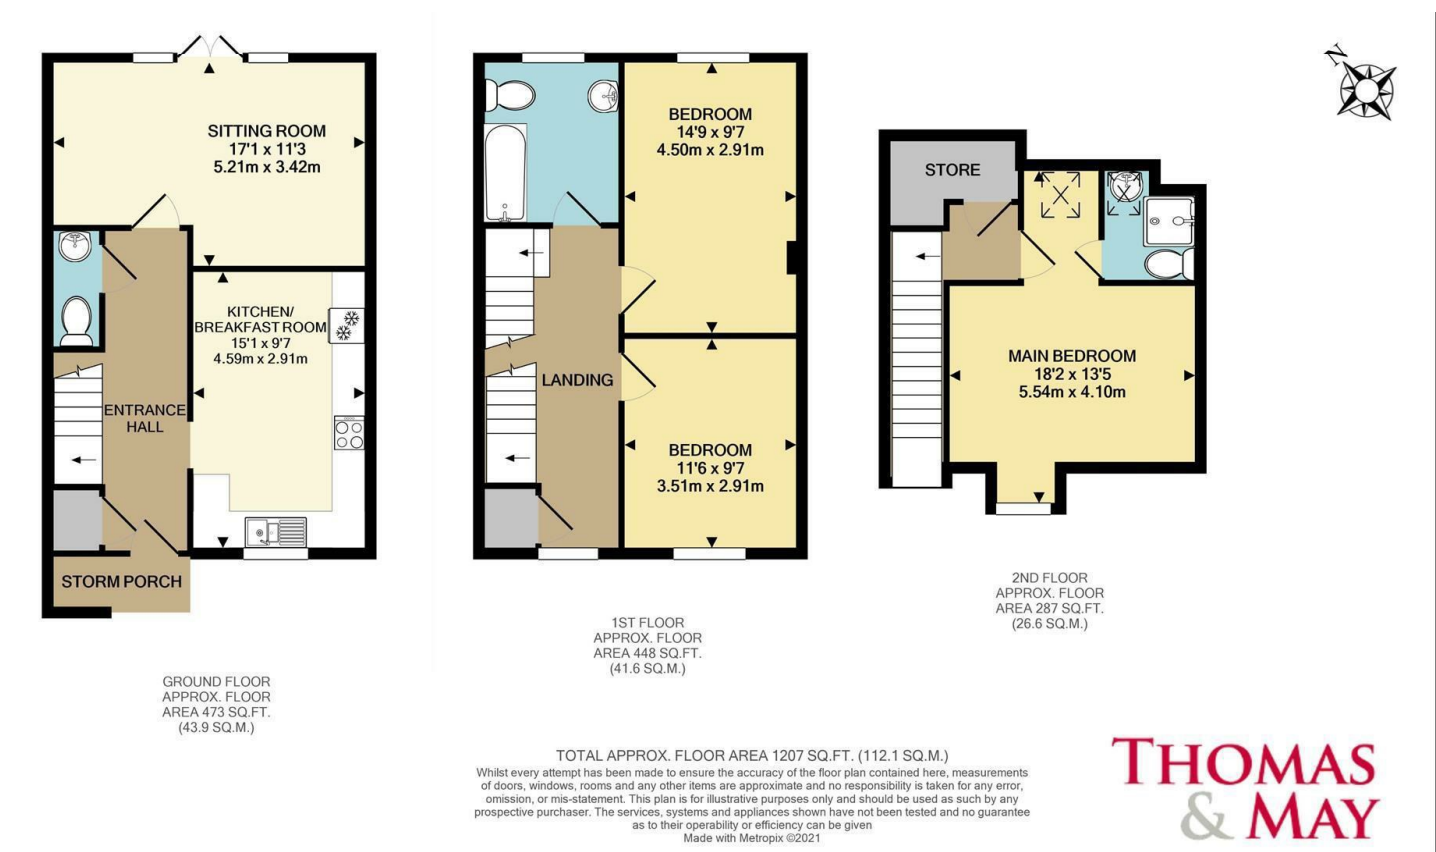 SITTING ROOM
17'1 x 11'3
5.21m x 3.42m
KITCHEN/
BREAKFAST ROOM
15'1 x 9'7
4.59m x 2.91m
ENTRANCE
HALL
STORM PORCH
GROUND FLOOR
APPROX. FLOOR
AREA 473 SQ.FT.
(43.9 SQ.M.)
BEDROOM
14'9 x 9'7
4.50m x 2.91m
LANDING
BEDROOM
11'6 x 9'7
3.51m x 2.91m
1ST FLOOR
APPROX. FLOOR
AREA 448 SQ.FT.
(41.6 SQ.M.)
N
STORE
MAIN BEDROOM
18'2 x 13'5
5.54m x 4.10m
2ND FLOOR
APPROX. FLOOR
AREA 287 SQ.FT.
(26.6 SQ.M.)
TOTAL APPROX. FLOOR AREA 1207 SQ.FT. (112.1 SQ.M.)
Whilst every attempt has been made to ensure the accuracy of the floor plan contained here, measurements
of doors, windows, rooms and any other items are approximate and no responsibility is taken for any error,
omission, or mis-statement. This plan is for illustrative purposes only and should be used as such by any
prospective purchaser. The services, systems and appliances shown have not been tested and no guarantee
as to their operability or efficiency can be given
Made with Metropix ©2021
THOMAS
& MAY